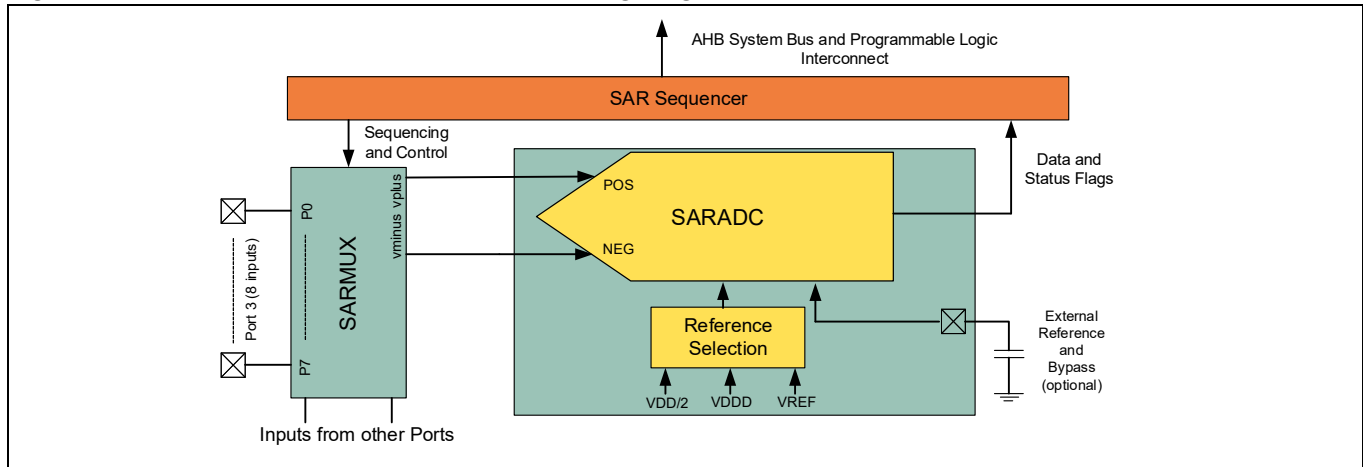 AHB System Bus and Programmable Logic
Interconnect
SAR Sequencer
Sequencing
and Control
Data and
Status Flags
vminus vplus
POS
SARADC
NEG
P0
Port 3 (8 inputs)
SARMUX
P7
Reference
Selection
VDD/2
VDDD
VREF
External
Reference
and
Bypass
(optional)
Inputs from other Ports